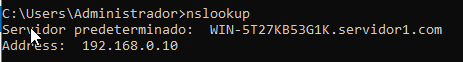 C:\Users\Administrador>nslookup
Servidor predeterminado:  WIN-5T27KB53G1K.servidor1.com
Address:  192.168.0.10